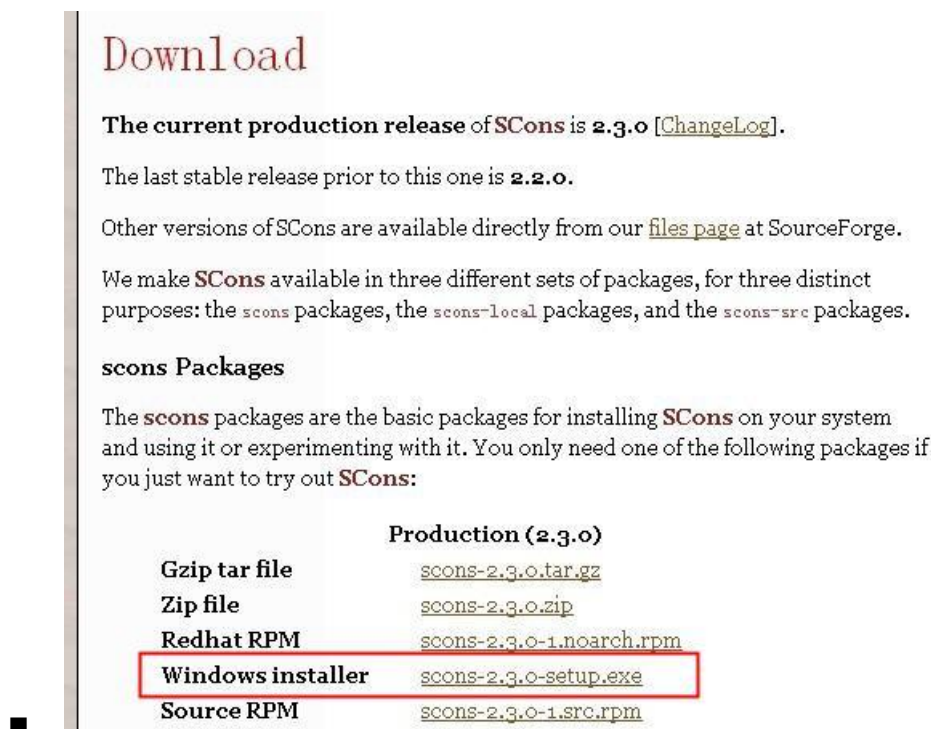 Download
The current production release of SCons is 2.3.0 [ChangeLog].
The last stable release prior to this one is 2.2.0.
Other versions of SCons are available directly from our files page at SourceForge.
We make SCons available in three different sets of packages, for three distinct
purposes: the scons packages, the scons-local packages, and the scons-src packages.
scons Packages
The scons packages are the basic packages for installing SCons on your system
and using it or experimenting with it. You only need one of the following packages if
you just want to try out SCons:
Production (2.3.0)
Gzip tar file scons-2.3.0.tar.gz
Zip file scons-2.3.0.zip
Redhat RPM scons-2.3.0-1.noarch.rpm
Windows installer scons-2.3.0-setup.exe
Source RPM scons-2.3.0-1.src.rpm